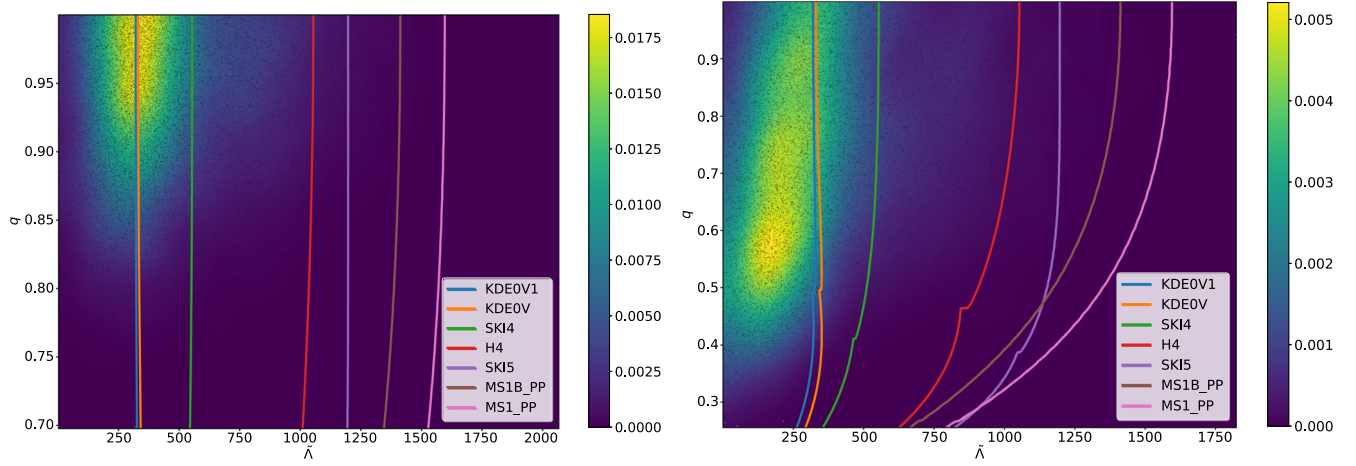 0.95
0.90
0.85
0.80
0.75
0.70
q
250
500
750
1000
1250
1500
1750
2000
Λ̃
KDE0V1
KDE0V
SKI4
H4
SKI5
MS1B_PP
MS1_PP
0.0175
0.0150
0.0125
0.0100
0.0075
0.0050
0.0025
0.0000
0.9
0.8
0.7
0.6
0.5
0.4
0.3
q
250
500
750
1000
1250
1500
1750
Λ̃
KDE0V1
KDE0V
SKI4
H4
SKI5
MS1B_PP
MS1_PP
0.005
0.004
0.003
0.002
0.001
0.000